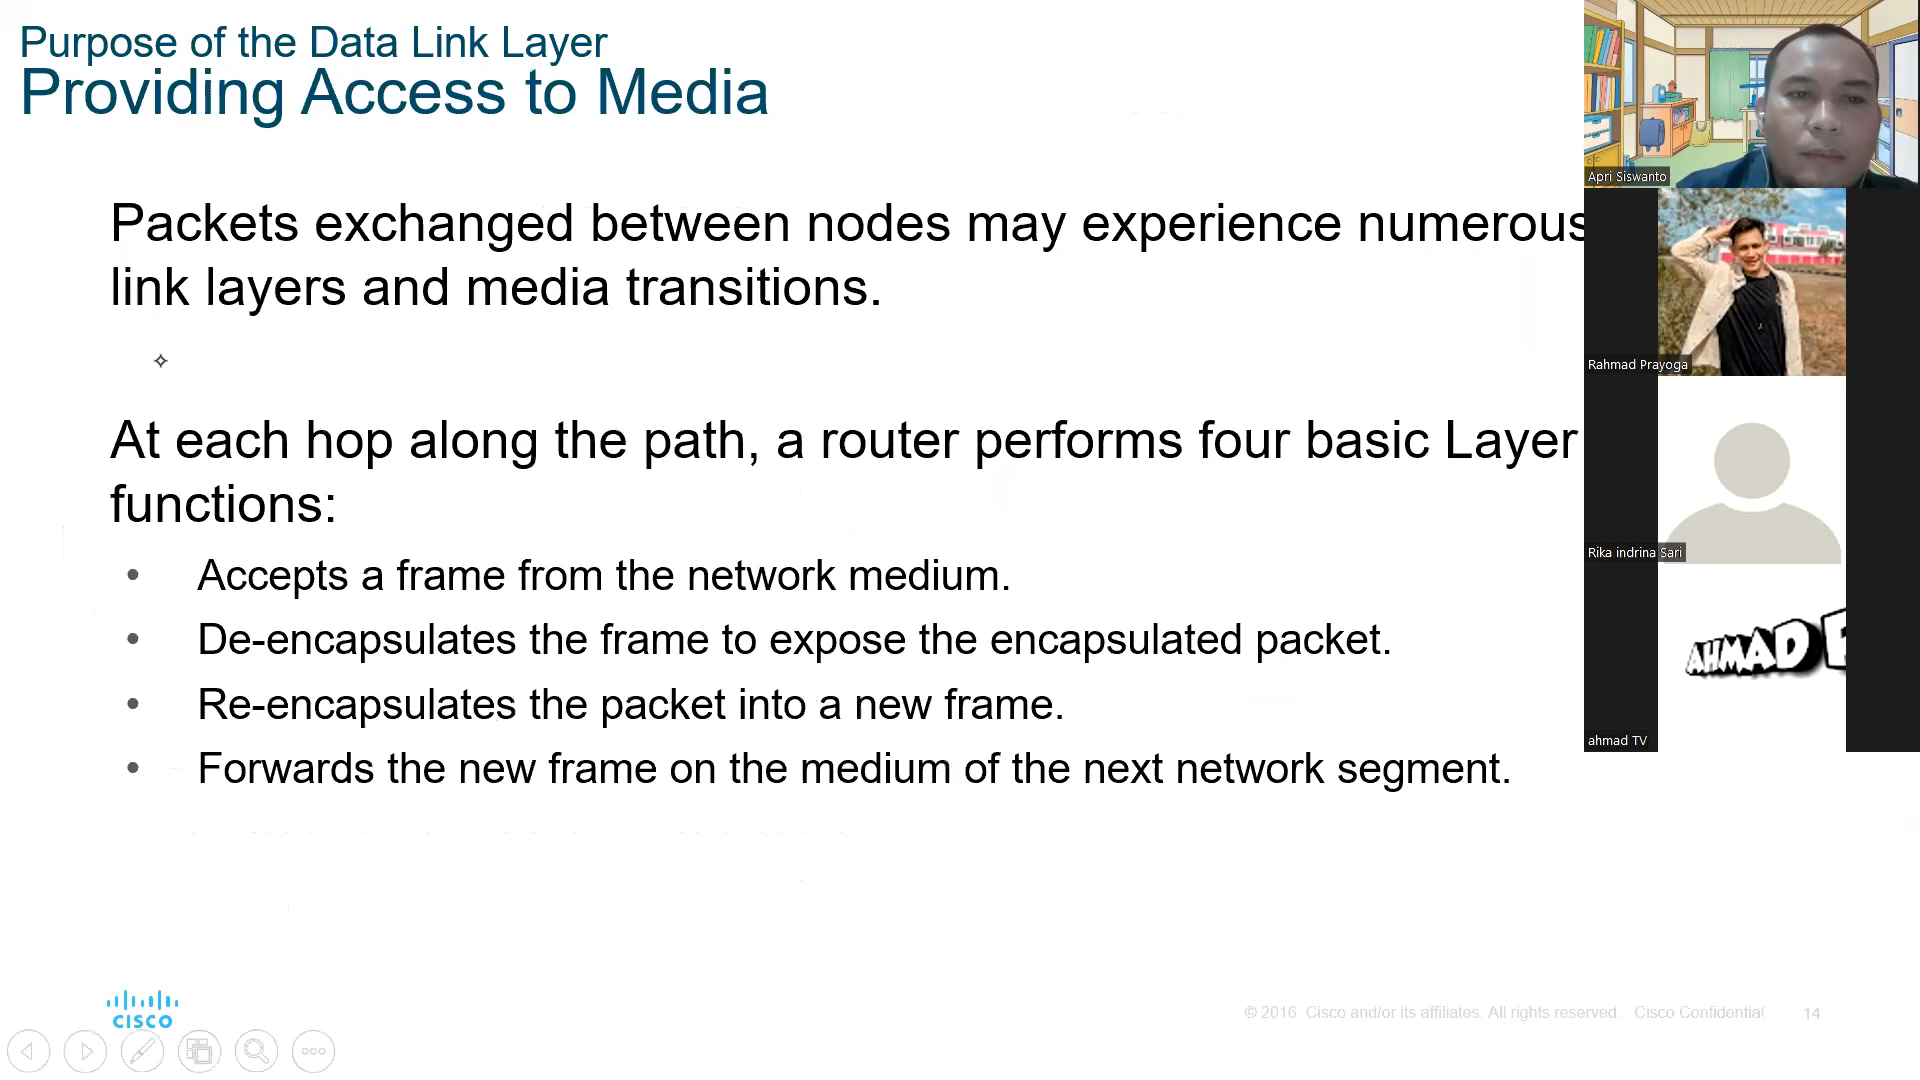 Purpose of the Data Link Layer
Providing Access to Media
Packets exchanged between nodes may experience numerous
link layers and media transitions.
At each hop along the path, a router performs four basic Layer
functions:
• Accepts a frame from the network medium.
• De-encapsulates the frame to expose the encapsulated packet.
• Re-encapsulates the packet into a new frame.
• Forwards the new frame on the medium of the next network segment.
CISCO
© 2016 Cisco and/or its affiliates. All rights reserved. Cisco Confidential 14
Apri Siswanto
Rahmad Prayoga
Rika indrina Sari
AHMAD
ahmad TV